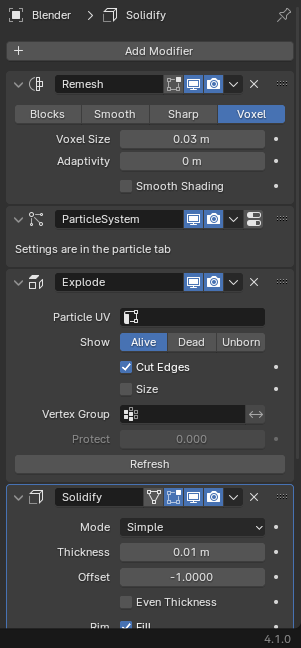 Blender > Solidify
+ Add Modifier
Remesh
Blocks Smooth Sharp Voxel
Voxel Size 0.03 m
Adaptivity 0 m
Smooth Shading
ParticleSystem
Settings are in the particle tab
Explode
Particle UV
Show Alive Dead Unborn
Cut Edges
Size
Vertex Group
Protect 0.000
Refresh
Solidify
Mode Simple
Thickness 0.01 m
Offset -1.0000
Even Thickness
Rim Fill
4.1.0